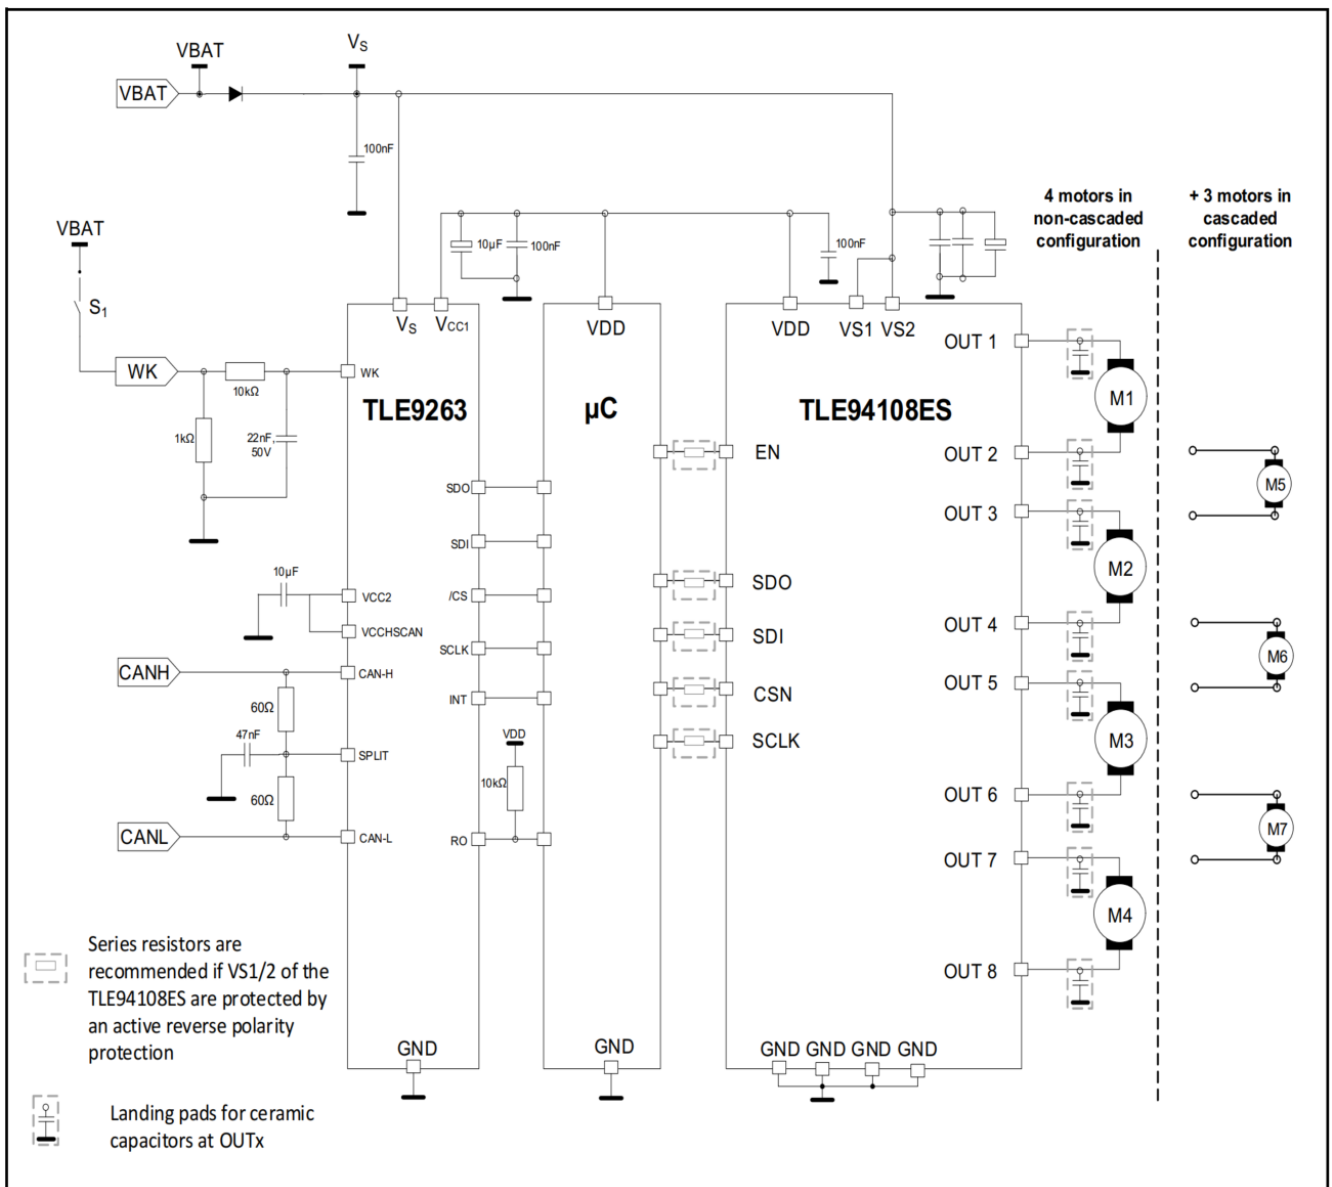 VBAT
VS
VBAT
100nF
4 motors in
non-cascaded
configuration
+ 3 motors in
cascaded
configuration
VBAT
S1
10µF
100nF
100nF
VS
VCC1
VDD
VDD
VS1
VS2
WK
10kΩ
WK
1kΩ
22nF,
50V
TLE9263
µC
TLE94108ES
OUT 1
M1
EN
OUT 2
SDO
M5
OUT 3
SDI
M2
10µF
VCC2
/CS
SDO
VCCHSCAN
SCLK
SDI
OUT 4
M6
CANH
CAN-H
INT
CSN
OUT 5
60Ω
47nF
VDD
SCLK
M3
SPLIT
10kΩ
60Ω
OUT 6
CANL
CAN-L
RO
M7
OUT 7
M4
Series resistors are
recommended if VS1/2 of the
TLE94108ES are protected by
an active reverse polarity
protection
OUT 8
GND
GND
GND GND GND GND
Landing pads for ceramic
capacitors at OUTx